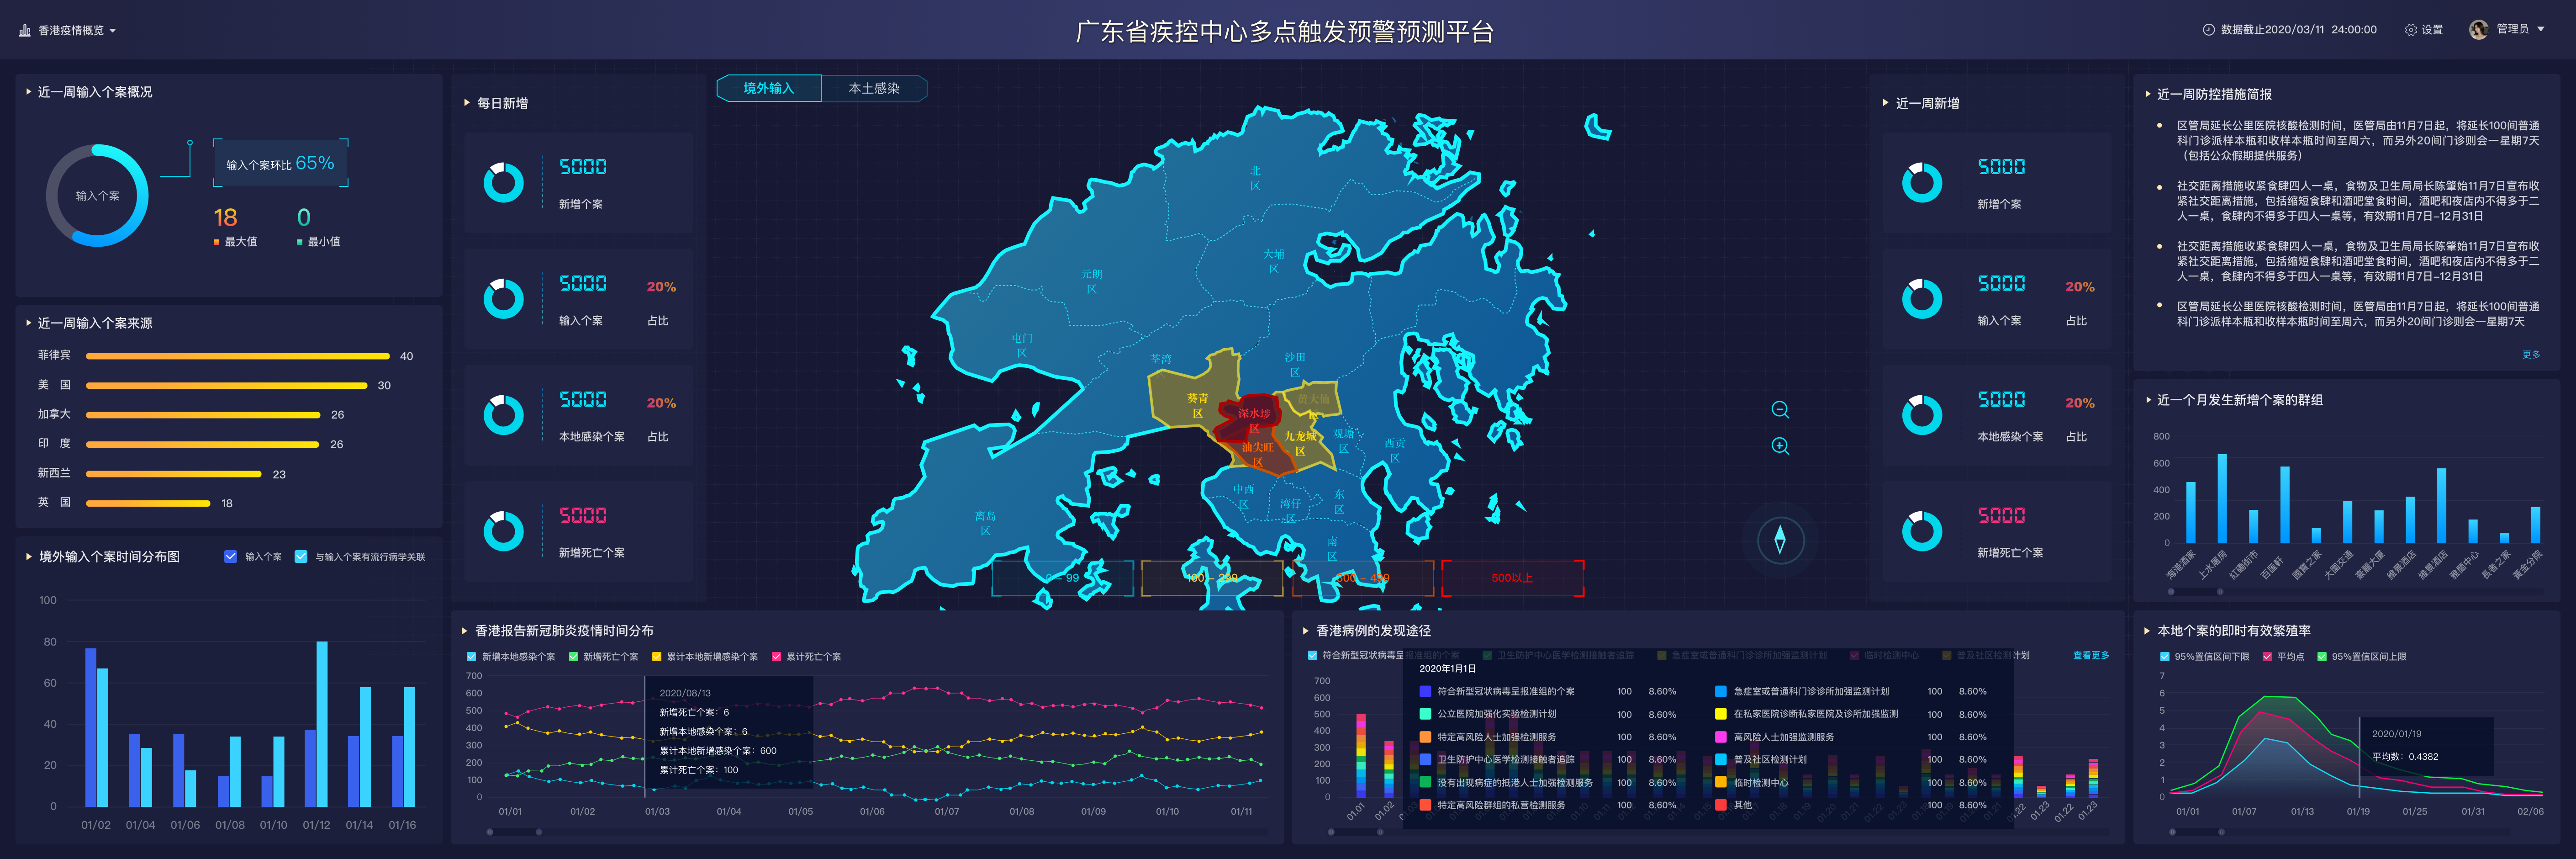 香港疫情概览
广东省疾控中心多点触发预警预测平台
数据截止2020/03/11 24:00:00
设置
管理员
近一周输入个案概况
输入个案
输入个案环比 65%
18
0
最大值
最小值
近一周输入个案来源
菲律宾 40
美 国 30
加拿大 26
印 度 26
新西兰 23
英 国 18
境外输入个案时间分布图
输入个案
与输入个案有流行病学关联
100
80
60
40
20
0
01/02 01/04 01/06 01/08 01/10 01/12 01/14 01/16
每日新增
5000
新增个案
5000 20%
输入个案 占比
5000 20%
本地感染个案 占比
5000
新增死亡个案
境外输入
本土感染
北
区
大埔
区
元朗
区
屯门
区
荃湾
沙田
区
葵青
区
深水埗
区
九龙城
区
油尖旺
区
观塘
区
西贡
区
中西
区
湾仔
区
东
区
南
区
离岛
区
0 – 99
100 – 299
300 – 499
500以上
近一周新增
5000
新增个案
5000 20%
输入个案 占比
5000 20%
本地感染个案 占比
5000
新增死亡个案
近一周防控措施简报
区管局延长公里医院核酸检测时间，医管局由11月7日起，将延长100间普通
科门诊派样本瓶和收样本瓶时间至周六，而另外20间门诊则会一星期7天
（包括公众假期提供服务）
社交距离措施收紧食肆四人一桌，食物及卫生局局长陈肇始11月7日宣布收
紧社交距离措施，包括缩短食肆和酒吧堂食时间，酒吧和夜店内不得多于二
人一桌，食肆内不得多于四人一桌等，有效期11月7日-12月31日
社交距离措施收紧食肆四人一桌，食物及卫生局局长陈肇始11月7日宣布收
紧社交距离措施，包括缩短食肆和酒吧堂食时间，酒吧和夜店内不得多于二
人一桌，食肆内不得多于四人一桌等，有效期11月7日-12月31日
区管局延长公里医院核酸检测时间，医管局由11月7日起，将延长100间普通
科门诊派样本瓶和收样本瓶时间至周六，而另外20间门诊则会一星期7天
更多
近一个月发生新增个案的群组
800
600
400
200
0
海港酒家
上水屠房
紅磡街市
百匯軒
國寶之家
大圍交通
豪麗大廈
維景酒店
維景酒店
雅蘭中心
長者之家
黃金分院
香港报告新冠肺炎疫情时间分布
新增本地感染个案
新增死亡个案
累计本地新增感染个案
累计死亡个案
700
600
500
400
300
200
100
0
2020/08/13
新增死亡个案：6
新增本地感染个案：6
累计本地新增感染个案：600
累计死亡个案：100
01/01 01/02 01/03 01/04 01/05 01/06 01/07 01/08 01/09 01/10 01/11
香港病例的发现途径
符合新型冠状病毒呈报准组的个案
卫生防护中心医学检测接触者追踪
急症室或普通科门诊诊所加强监测计划
临时检测中心
普及社区检测计划
查看更多
700
600
500
400
300
200
100
0
2020年1月1日
符合新型冠状病毒呈报准组的个案 100 8.60%
急症室或普通科门诊诊所加强监测计划 100 8.60%
公立医院加强化实验检测计划 100 8.60%
在私家医院诊断私家医院及诊所加强监测 100 8.60%
特定高风险人士加强检测服务 100 8.60%
高风险人士加强监测服务 100 8.60%
卫生防护中心医学检测接触者追踪 100 8.60%
普及社区检测计划 100 8.60%
没有出现病症的抵港人士加强检测服务 100 8.60%
临时检测中心 100 8.60%
特定高风险群组的私营检测服务 100 8.60%
其他 100 8.60%
01.01
01.02
01.22
01.23
01.22
01.23
本地个案的即时有效繁殖率
95%置信区间下限
平均点
95%置信区间上限
7
6
5
4
3
2
1
0
2020/01/19
平均数：0.4382
01/01 01/07 01/13 01/19 01/25 01/31 02/06